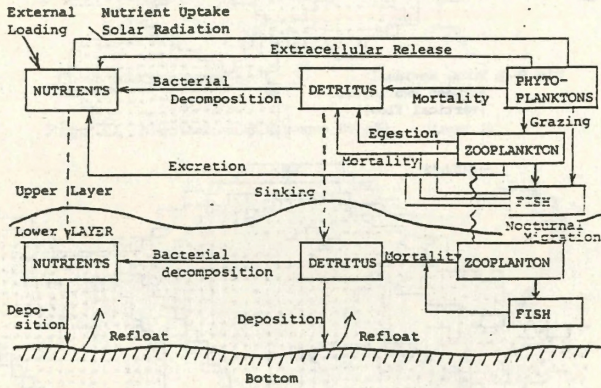 External
Loading
Nutrient Uptake
Solar Radiation
Extracellular Release
NUTRIENTS
Bacterial
Decomposition
DETRITUS
Mortality
PHYTO-
PLANKTONS
Grazing
Egestion
Mortality
ZOOPLANKTCN
Excretion
FISH
Upper Layer
Sinking
Lower LAYER
Nocturnal
Migration
NUTRIENTS
Bacterial
decomposition
DETRITUS
Mortality
ZOOPLANTON
FISH
Depo-
sition
Refloat
Deposition
Refloat
Bottom